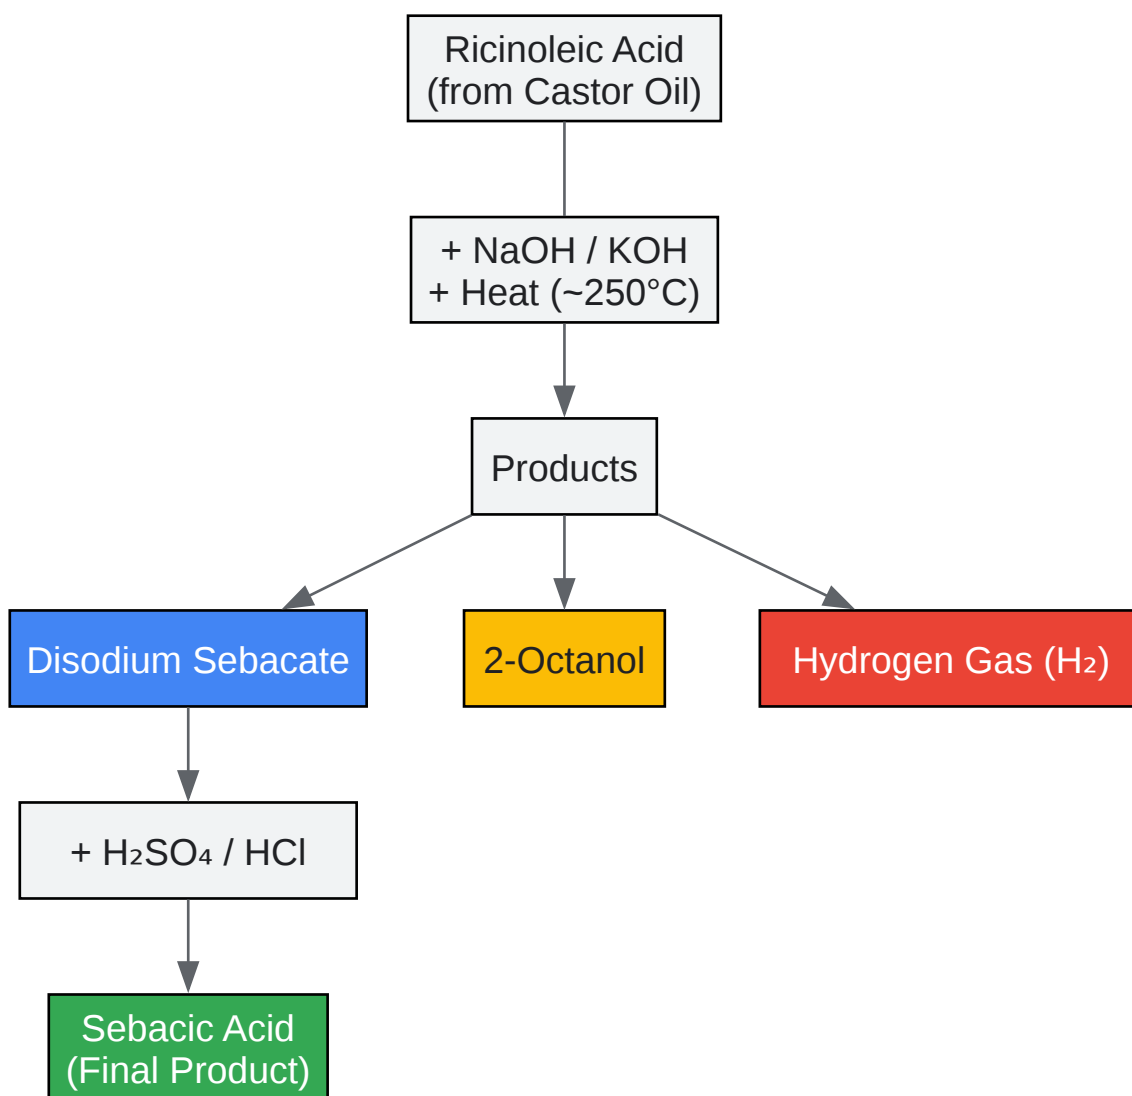 Ricinoleic Acid
(from Castor Oil)
+ NaOH / KOH
+ Heat (~250°C)
Products
Disodium Sebacate
2-Octanol
Hydrogen Gas (H₂)
+ H₂SO₄ / HCl
Sebacic Acid
(Final Product)